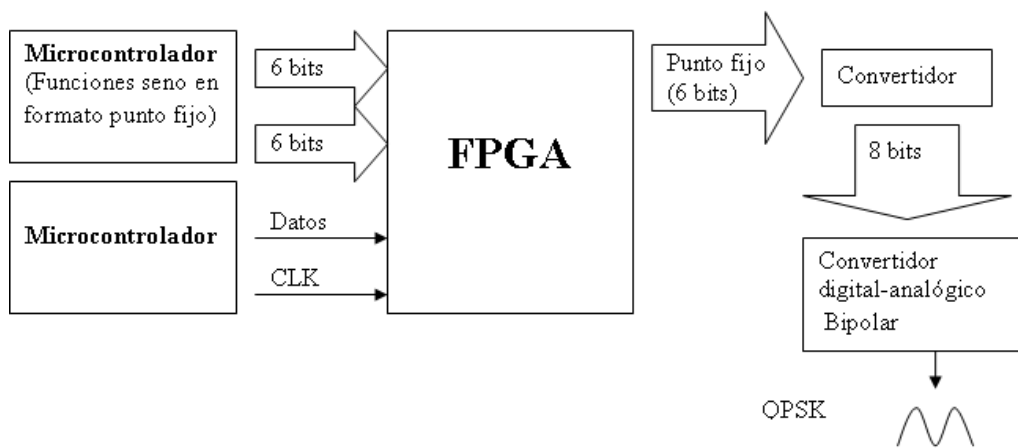 Microcontrolador
(Funciones seno en
formato punto fijo)
6 bits
6 bits
FPGA
Punto fijo
(6 bits)
Convertidor
8 bits
Microcontrolador
Datos
CLK
Convertidor
digital-analógico
Bipolar
QPSK